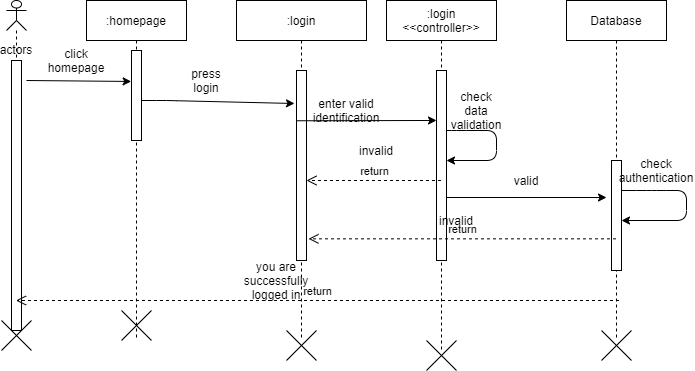 :homepage
:login
:login
<<controller>>
Database
actors
click
homepage
press
login
enter valid
identification
check
data
validation
invalid
return
check
authentication
valid
invalid
return
you are
successfully
logged in
return